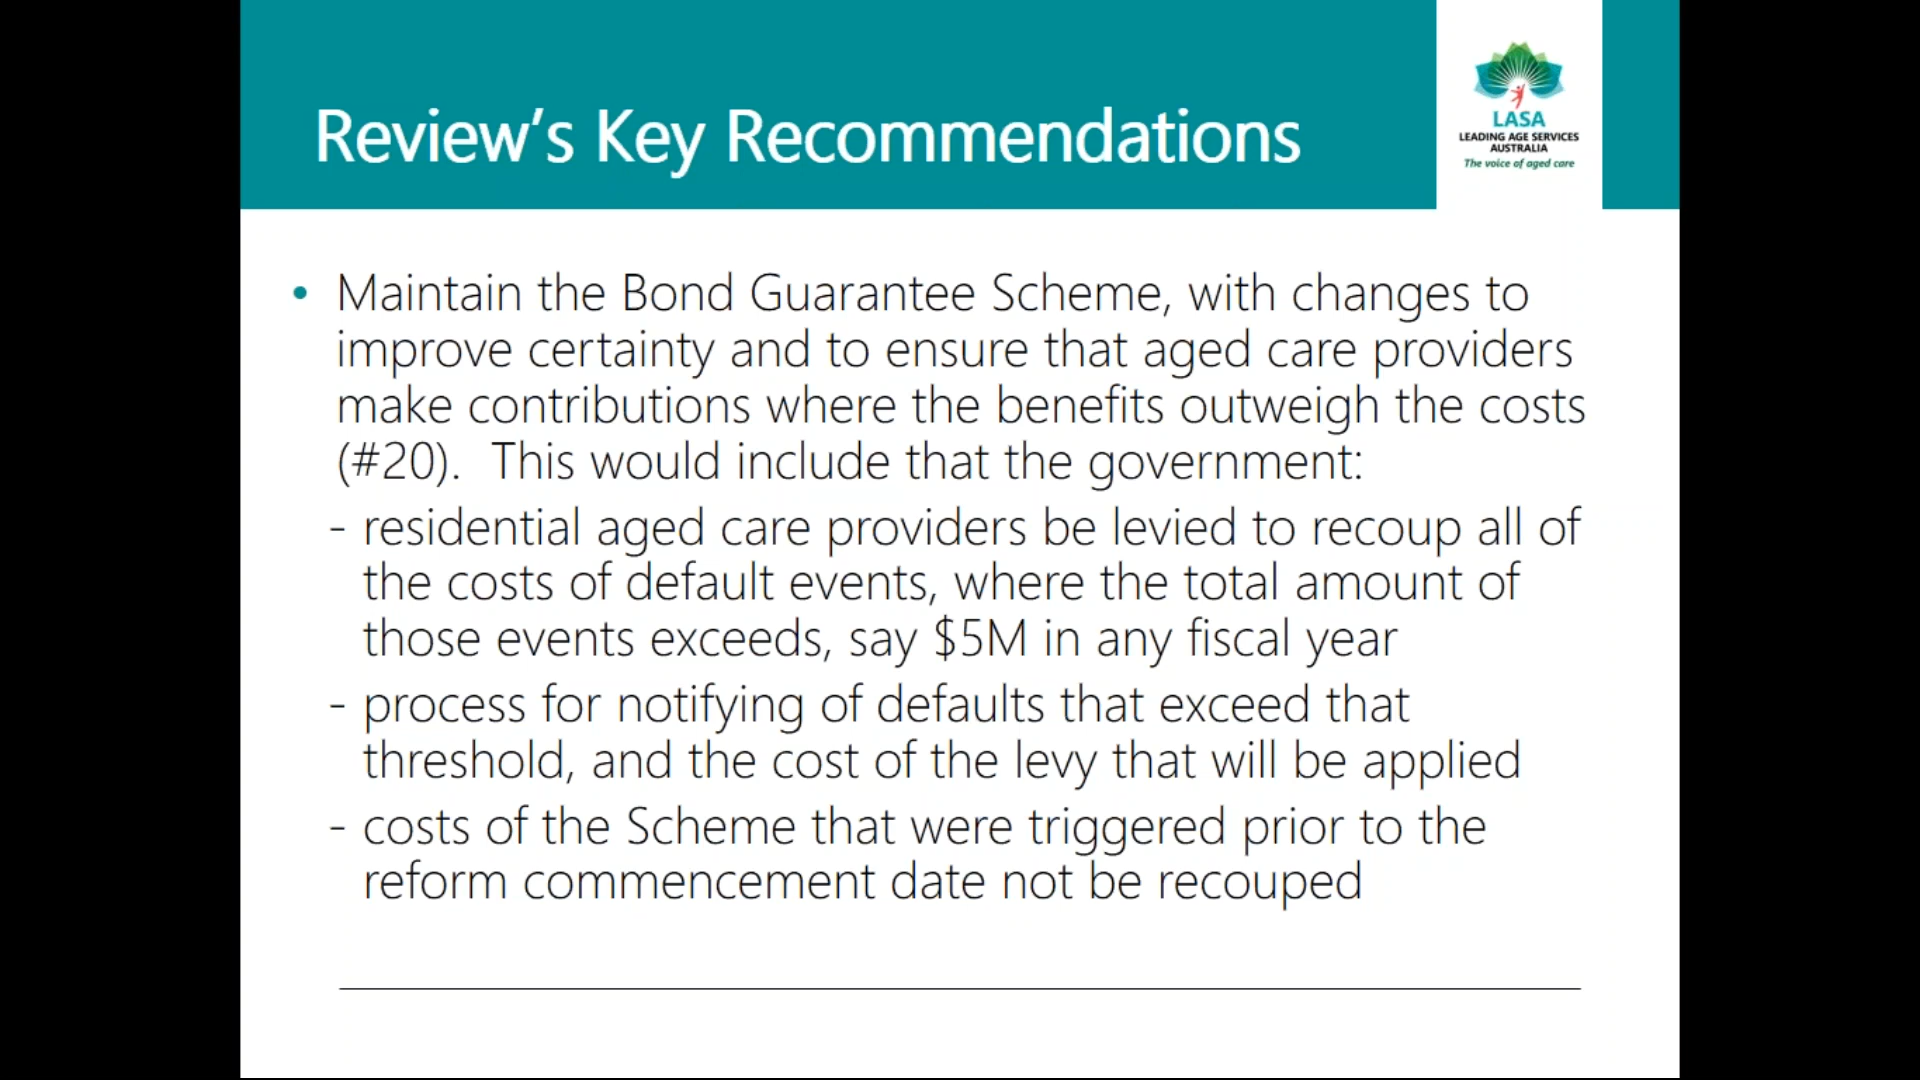 Review's Key Recommendations
LASA
LEADING AGE SERVICES
AUSTRALIA
The voice of aged care
• Maintain the Bond Guarantee Scheme, with changes to
improve certainty and to ensure that aged care providers
make contributions where the benefits outweigh the costs
(#20).  This would include that the government:
- residential aged care providers be levied to recoup all of
the costs of default events, where the total amount of
those events exceeds, say $5M in any fiscal year
- process for notifying of defaults that exceed that
threshold, and the cost of the levy that will be applied
- costs of the Scheme that were triggered prior to the
reform commencement date not be recouped